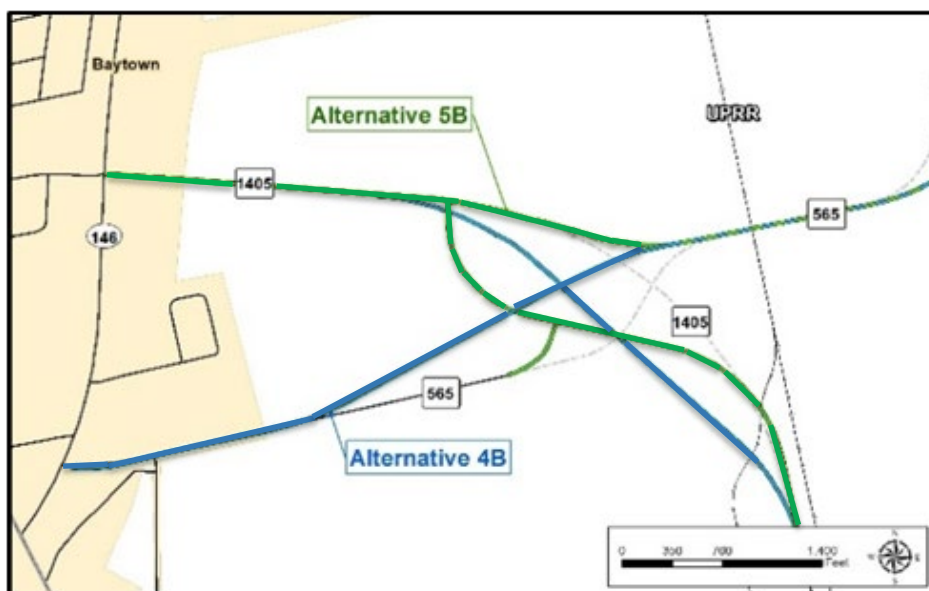 Baytown
Alternative 5B
UPRR
1405
565
146
1405
565
Alternative 4B
0 350 700 1,400
Feet
N
W E
S